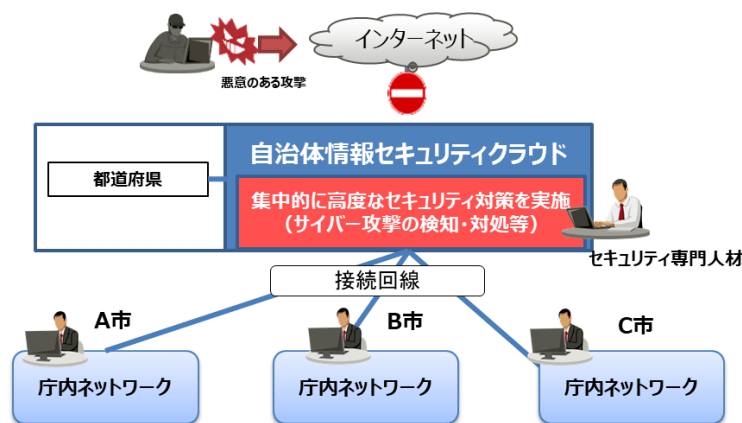 インターネット
悪意のある攻撃
自治体情報セキュリティクラウド
都道府県
集中的に高度なセキュリティ対策を実施
（サイバー攻撃の検知・対処等）
セキュリティ専門人材
接続回線
A市
B市
C市
庁内ネットワーク
庁内ネットワーク
庁内ネットワーク